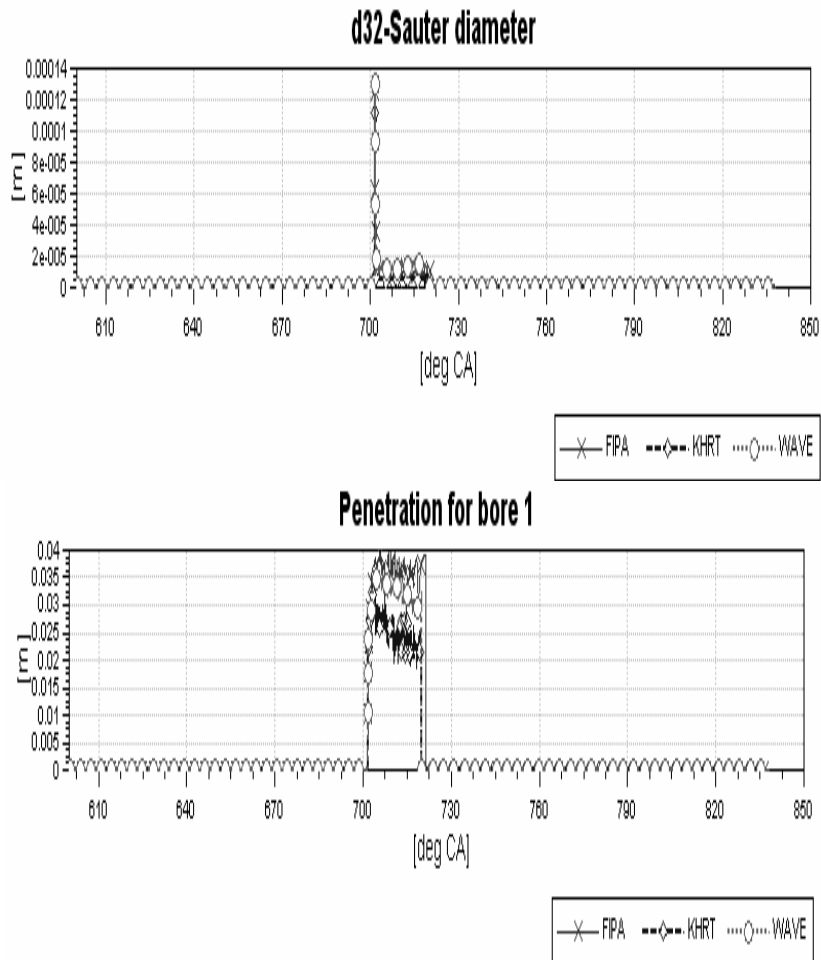 d32-Sauter diameter
0.00014
0.00012
0.0001
8e-005
6e-005
4e-005
2e-005
0
[m]
610 640 670 700 730 760 790 820 850
[deg CA]
FIPA KHRT WAVE
Penetration for bore 1
0.04
0.035
0.03
0.025
0.02
0.015
0.01
0.005
0
[m]
610 640 670 700 730 760 790 820 850
[deg CA]
FIPA KHRT WAVE